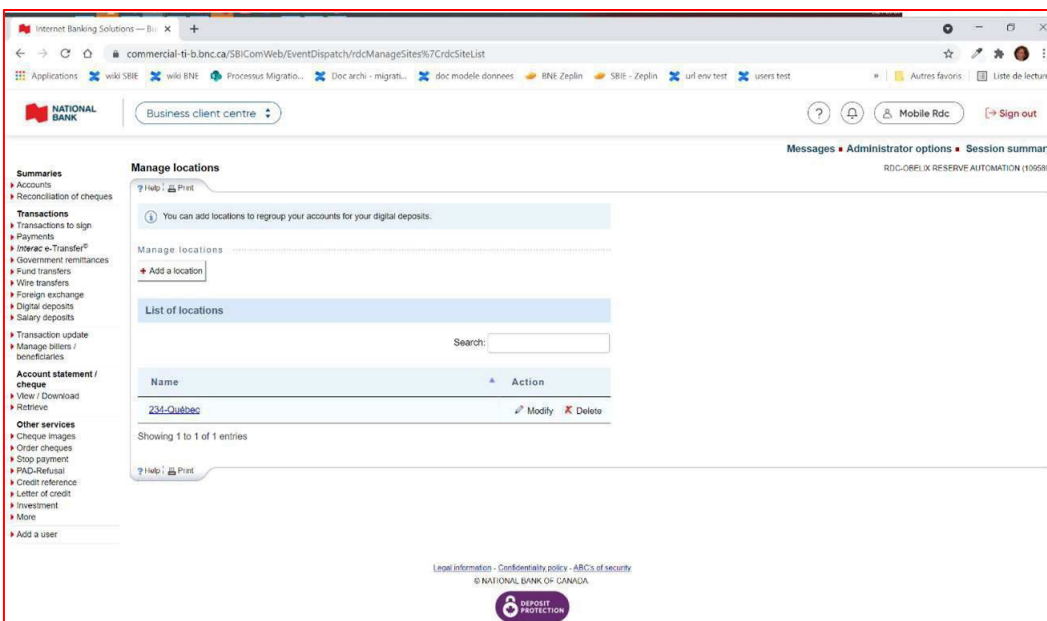 Internet Banking Solutions — Bu
commercial-ti-b.bnc.ca/SBIComWeb/EventDispatch/rdcManageSites%7CrdcSiteList
Applications wiki SBIE wiki BNE Processus Migratio... Doc archi - migrati... doc modele donnees BNE Zeplin SBIE - Zeplin url env test users test » Autres favoris Liste de lecture
NATIONAL BANK
Business client centre
? Mobile Rdc Sign out
Messages Administrator options Session summar
RDC-OBELIX RESERVE AUTOMATION (10958
Summaries
Accounts
Reconciliation of cheques
Transactions
Transactions to sign
Payments
Interac e-Transfer®
Government remittances
Fund transfers
Wire transfers
Foreign exchange
Digital deposits
Salary deposits
Transaction update
Manage billers /
beneficiaries
Account statement /
cheque
View / Download
Retrieve
Other services
Cheque images
Order cheques
Stop payment
PAD-Refusal
Credit reference
Letter of credit
Investment
More
Add a user
Manage locations
? Help Print
You can add locations to regroup your accounts for your digital deposits.
Manage locations
+ Add a location
List of locations
Search:
Name Action
234-Québec Modify X Delete
Showing 1 to 1 of 1 entries
? Help Print
Legal information - Confidentiality policy - ABC's of security
© NATIONAL BANK OF CANADA
DEPOSIT
PROTECTION